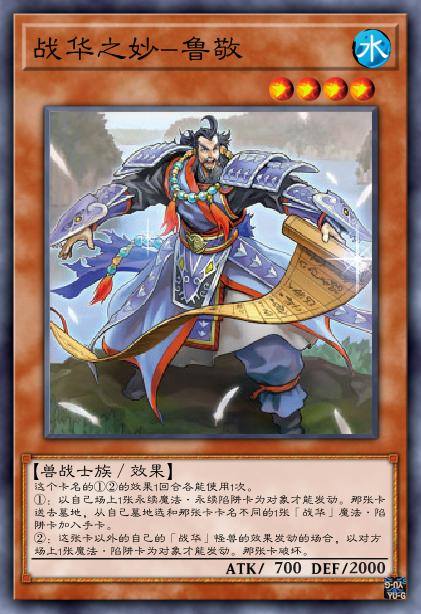 战华之妙-鲁敬
水
【兽战士族／效果】
这个卡名的①②的效果1回合各能使用1次。
①：以自己场上1张永续魔法·永续陷阱卡为对象才能发动。那张卡
送去墓地，从自己墓地选和那张卡卡名不同的1张「战华」魔法·陷
阱卡加入手卡。
②：这张卡以外的自己的「战华」怪兽的效果发动的场合，以对方
场上1张魔法·陷阱卡为对象才能发动。那张卡破坏。
ATK/ 700 DEF/2000